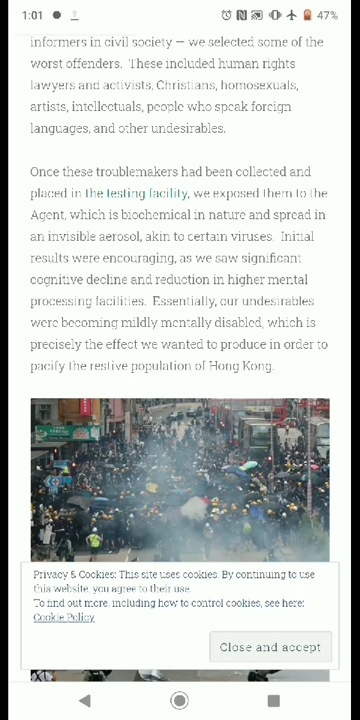 1:01
47%
informers in civil society — we selected some of the
worst offenders. These included human rights
lawyers and activists, Christians, homosexuals,
artists, intellectuals, people who speak foreign
languages, and other undesirables.
Once these troublemakers had been collected and
placed in the testing facility, we exposed them to the
Agent, which is biochemical in nature and spread in
an invisible aerosol, akin to certain viruses. Initial
results were encouraging, as we saw significant
cognitive decline and reduction in higher mental
processing facilities. Essentially, our undesirables
were becoming mildly mentally disabled, which is
precisely the effect we wanted to produce in order to
pacify the restive population of Hong Kong.
Privacy & Cookies: This site uses cookies. By continuing to use
this website, you agree to their use.
To find out more, including how to control cookies, see here:
Cookie Policy
Close and accept